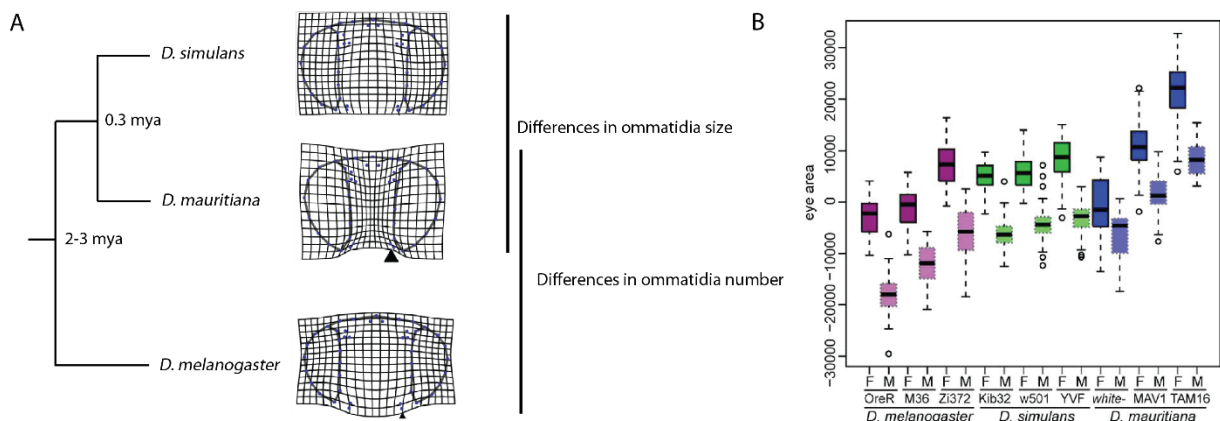 A
D. simulans
0.3 mya
D. mauritiana
2-3 mya
D. melanogaster
Differences in ommatidia size
Differences in ommatidia number
B
eye area
30000
20000
10000
0
−10000
−20000
−30000
F M F M F M F M F M F M F M F M F M
OreR M36 Zi372 Kib32 w501 YVF white- MAV1 TAM16
D. melanogaster D. simulans D. mauritiana